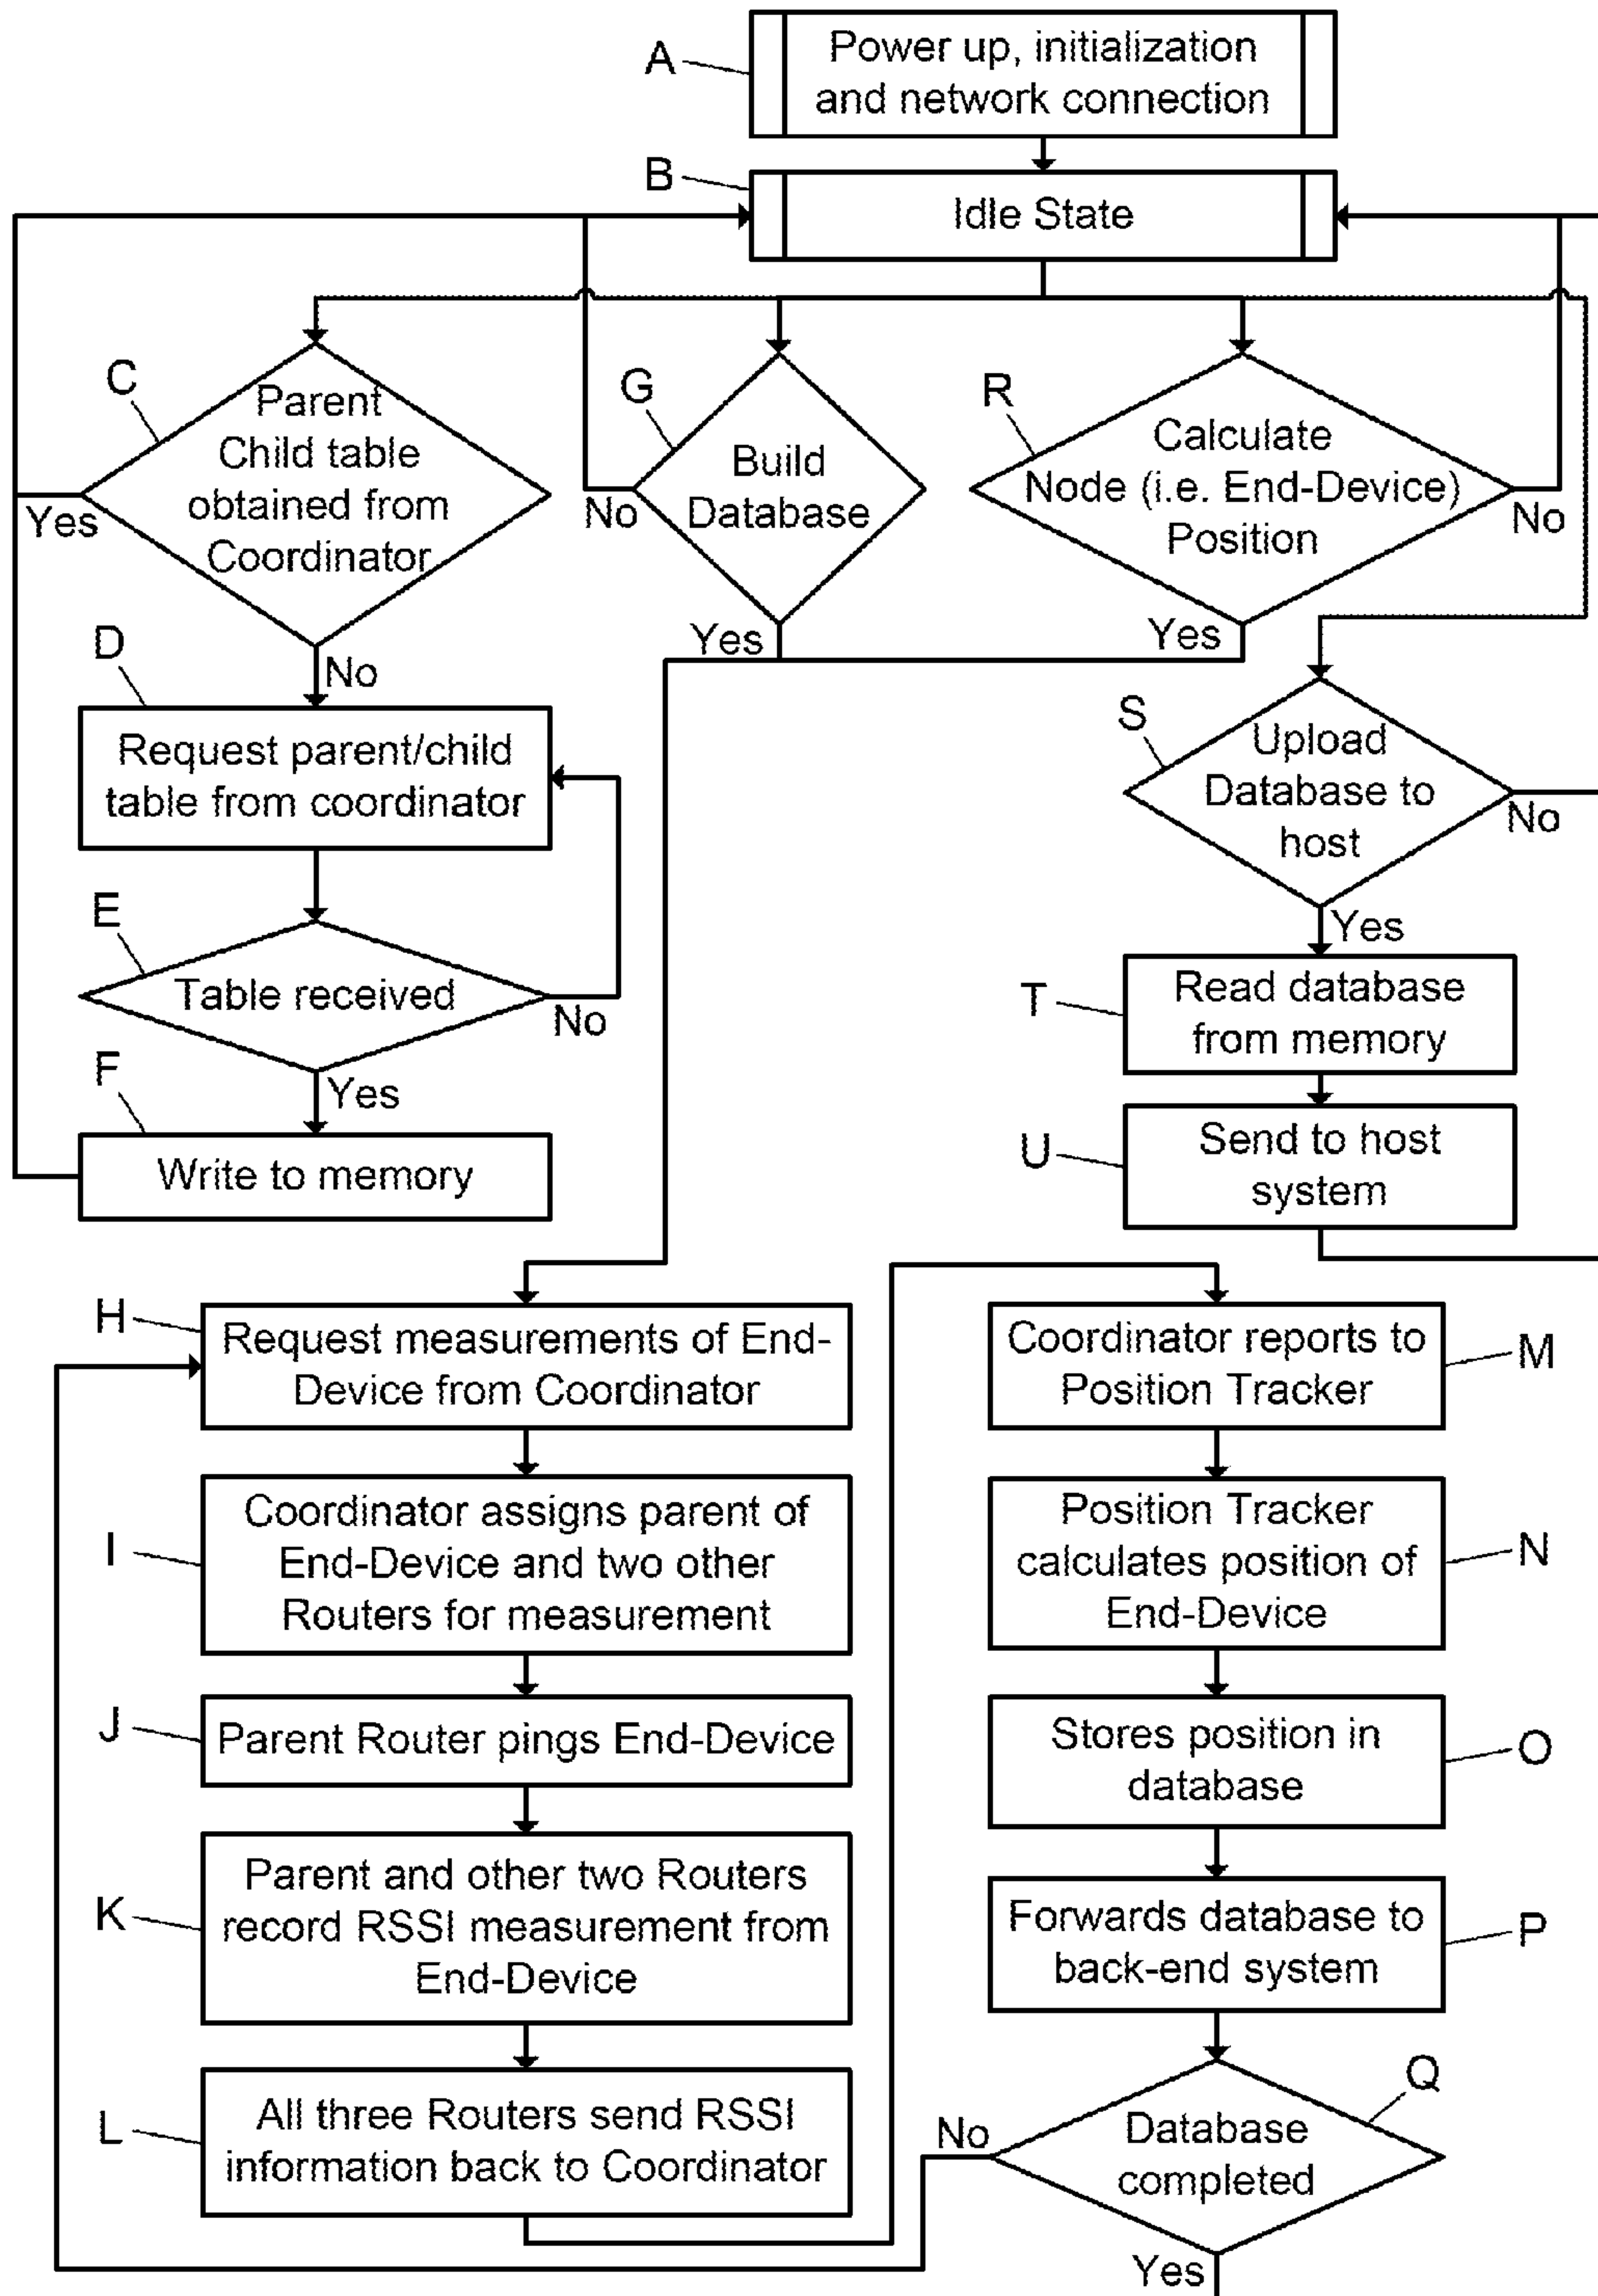 A
Power up, initialization
and network connection
B
Idle State
C
Parent
Child table
obtained from
Coordinator
Yes
No
G
Build
Database
No
Yes
R
Calculate
Node (i.e. End-Device)
Position
No
Yes
D
Request parent/child
table from coordinator
E
Table received
No
Yes
F
Write to memory
S
Upload
Database to
host
No
Yes
T
Read database
from memory
U
Send to host
system
H
Request measurements of End-
Device from Coordinator
I
Coordinator assigns parent of
End-Device and two other
Routers for measurement
J
Parent Router pings End-Device
K
Parent and other two Routers
record RSSI measurement from
End-Device
L
All three Routers send RSSI
information back to Coordinator
Coordinator reports to
Position Tracker
M
Position Tracker
calculates position of
End-Device
N
Stores position in
database
O
Forwards database to
back-end system
P
Q
Database
completed
No
Yes